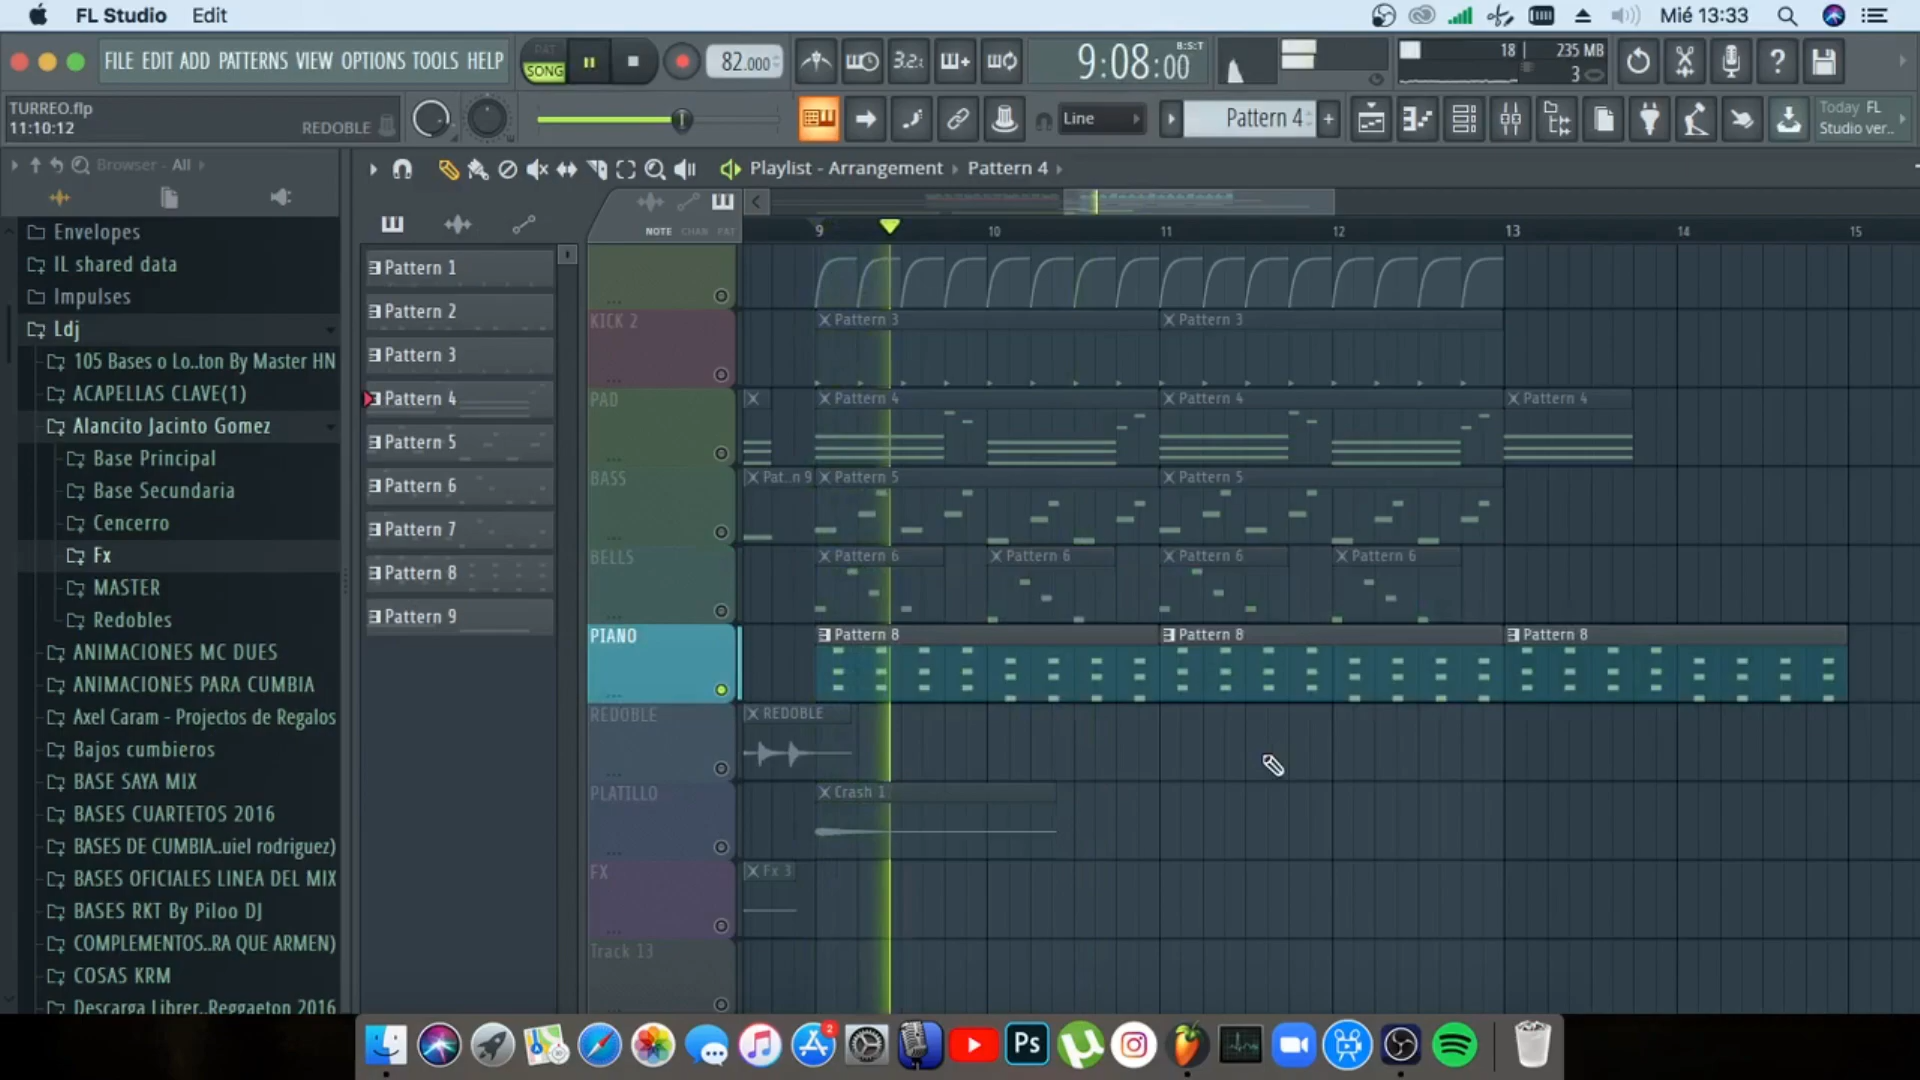 FL Studio Edit
Mié 13:33
FILE EDIT ADD PATTERNS VIEW OPTIONS TOOLS HELP
PAT
SONG
82.000
3.2.
9:08:00
B:S:T
18
235 MB
3
TURREO.flp
11:10:12
REDOBLE
Line
Pattern 4
Today FL
Studio ver..
Browser - All
Playlist - Arrangement › Pattern 4
Envelopes
IL shared data
Impulses
Ldj
105 Bases o Lo..ton By Master HN
ACAPELLAS CLAVE(1)
Alancito Jacinto Gomez
Base Principal
Base Secundaria
Cencerro
Fx
MASTER
Redobles
ANIMACIONES MC DUES
ANIMACIONES PARA CUMBIA
Axel Caram - Projectos de Regalos
Bajos cumbieros
BASE SAYA MIX
BASES CUARTETOS 2016
BASES DE CUMBIA..uiel rodriguez)
BASES OFICIALES LINEA DEL MIX
BASES RKT By Piloo DJ
COMPLEMENTOS..RA QUE ARMEN)
COSAS KRM
Descarga Librer..Reggaeton 2016
Pattern 1
Pattern 2
Pattern 3
Pattern 4
Pattern 5
Pattern 6
Pattern 7
Pattern 8
Pattern 9
NOTE CHAN PAT
9 10 11 12 13 14 15
KICK 2
Pattern 3 Pattern 3
PAD
Pattern 4 Pattern 4 Pattern 4
BASS
Pat..n 9 Pattern 5 Pattern 5
BELLS
Pattern 6 Pattern 6 Pattern 6 Pattern 6
PIANO
Pattern 8 Pattern 8 Pattern 8
REDOBLE
REDOBLE
PLATILLO
Crash 1
FX
Fx 3
Track 13
2
Ps